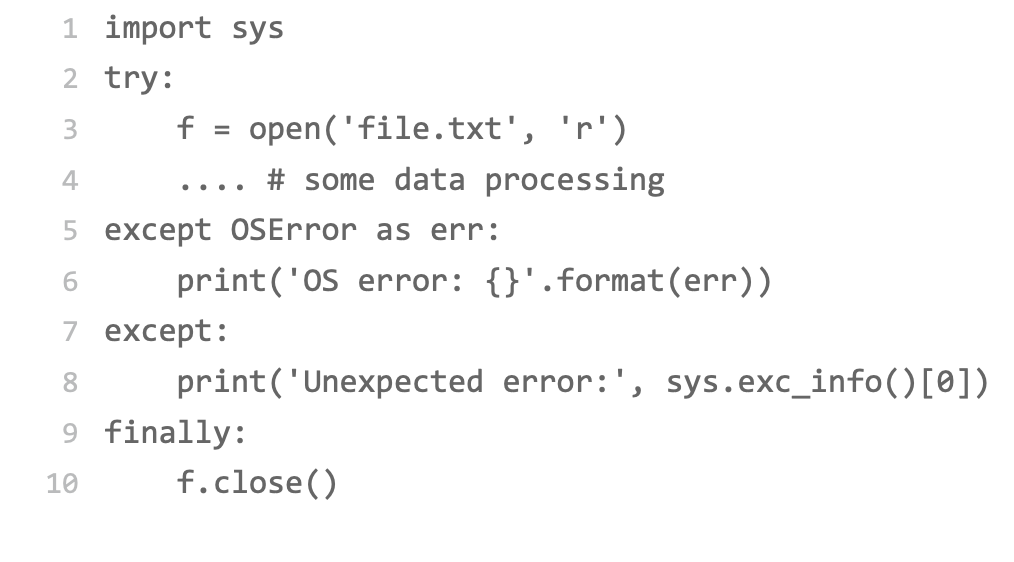 1 import sys
2 try:
3     f = open('file.txt', 'r')
4     .... # some data processing
5 except OSError as err:
6     print('OS error: {}'.format(err))
7 except:
8     print('Unexpected error:', sys.exc_info()[0])
9 finally:
10     f.close()